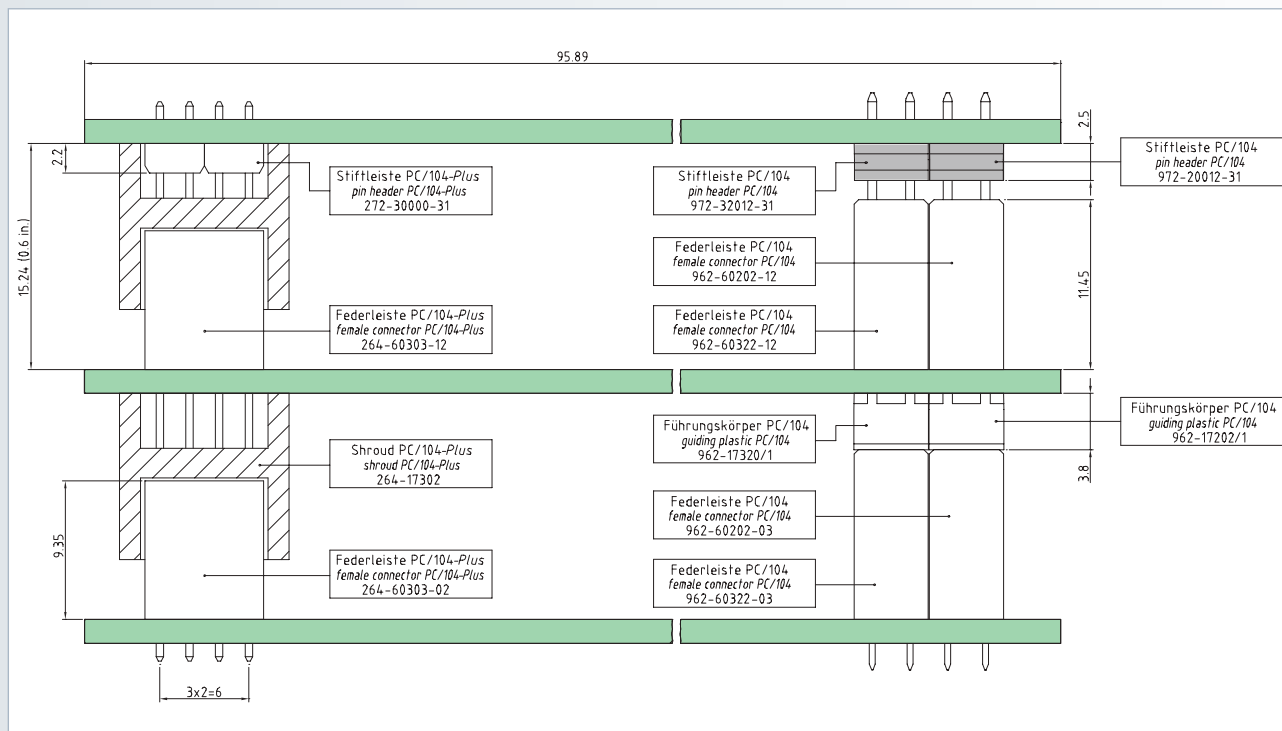 95.89
2.2
15.24 (0.6 in.)
Stiftleiste PC/104-Plus
pin header PC/104-Plus
272-30000-31
Federleiste PC/104-Plus
female connector PC/104-Plus
264-60303-12
Shroud PC/104-Plus
shroud PC/104-Plus
264-17302
9.35
Federleiste PC/104-Plus
female connector PC/104-Plus
264-60303-02
3x2=6
Stiftleiste PC/104
pin header PC/104
972-32012-31
Federleiste PC/104
female connector PC/104
962-60202-12
Federleiste PC/104
female connector PC/104
962-60322-12
Führungskörper PC/104
guiding plastic PC/104
962-17320/1
Federleiste PC/104
female connector PC/104
962-60202-03
Federleiste PC/104
female connector PC/104
962-60322-03
2.5
Stiftleiste PC/104
pin header PC/104
972-20012-31
11.45
Führungskörper PC/104
guiding plastic PC/104
962-17202/1
3.8